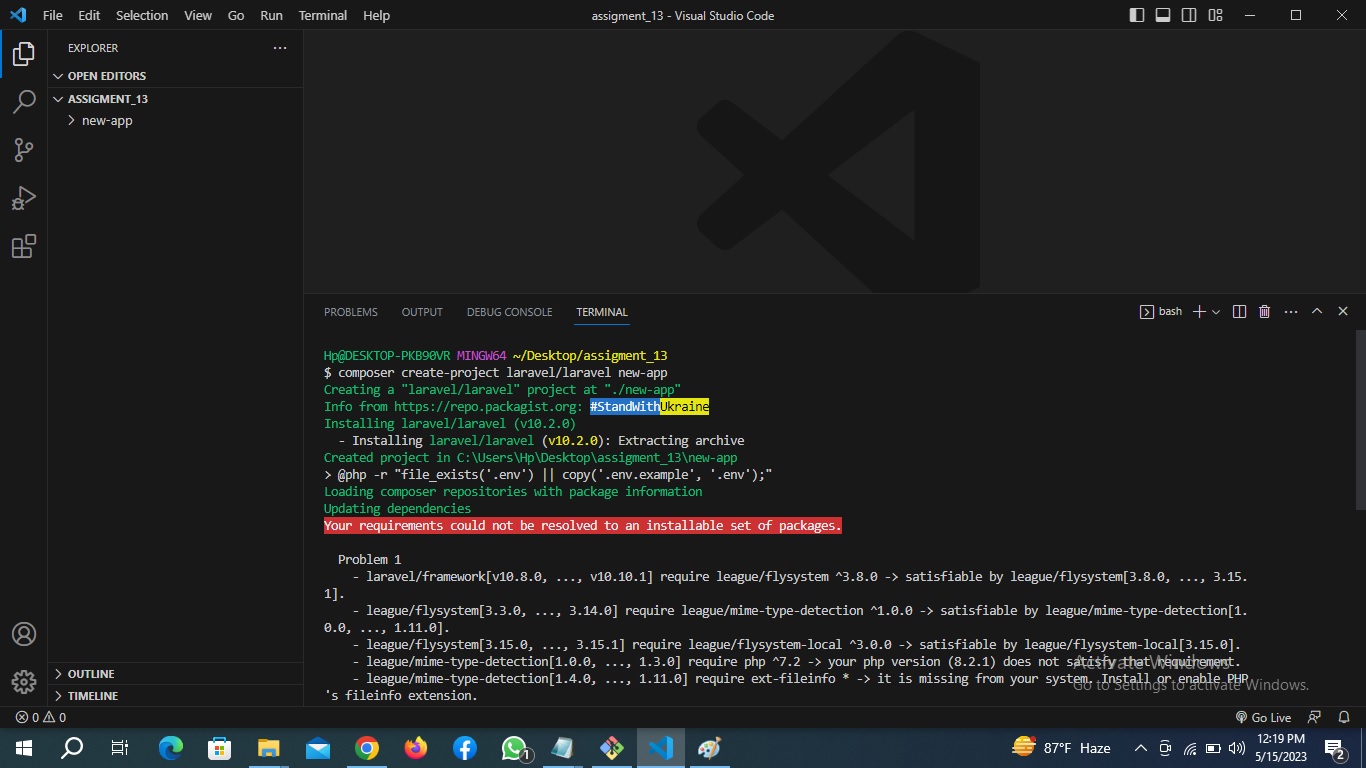 File Edit Selection View Go Run Terminal Help
assigment_13 - Visual Studio Code
EXPLORER
OPEN EDITORS
ASSIGMENT_13
new-app
PROBLEMS OUTPUT DEBUG CONSOLE TERMINAL
bash
Hp@DESKTOP-PKB90VR MINGW64 ~/Desktop/assigment_13
$ composer create-project laravel/laravel new-app
Creating a "laravel/laravel" project at "./new-app"
Info from https://repo.packagist.org: #StandWithUkraine
Installing laravel/laravel (v10.2.0)
- Installing laravel/laravel (v10.2.0): Extracting archive
Created project in C:\Users\Hp\Desktop\assigment_13\new-app
> @php -r "file_exists('.env') || copy('.env.example', '.env');"
Loading composer repositories with package information
Updating dependencies
Your requirements could not be resolved to an installable set of packages.
Problem 1
- laravel/framework[v10.8.0, ..., v10.10.1] require league/flysystem ^3.8.0 -> satisfiable by league/flysystem[3.8.0, ..., 3.15.
1].
- league/flysystem[3.3.0, ..., 3.14.0] require league/mime-type-detection ^1.0.0 -> satisfiable by league/mime-type-detection[1.
0.0, ..., 1.11.0].
- league/flysystem[3.15.0, ..., 3.15.1] require league/flysystem-local ^3.0.0 -> satisfiable by league/flysystem-local[3.15.0].
- league/mime-type-detection[1.0.0, ..., 1.3.0] require php ^7.2 -> your php version (8.2.1) does not satisfy that requirement.
- league/mime-type-detection[1.4.0, ..., 1.11.0] require ext-fileinfo * -> it is missing from your system. Install or enable PHP
's fileinfo extension.
Activate Windows
Go to Settings to activate Windows.
OUTLINE
TIMELINE
0 0
Go Live
1
87°F Haze
12:19 PM
5/15/2023
2